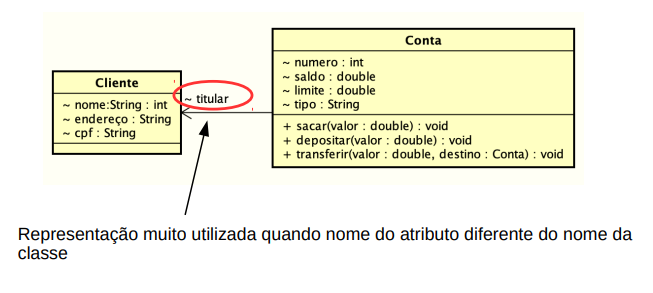 Conta
~ numero : int
~ saldo : double
~ limite : double
~ tipo : String
+ sacar(valor : double) : void
+ depositar(valor : double) : void
+ transferir(valor : double, destino : Conta) : void
Cliente
~ nome:String : int
~ endereço : String
~ cpf : String
~ titular
Representação muito utilizada quando nome do atributo diferente do nome da
classe